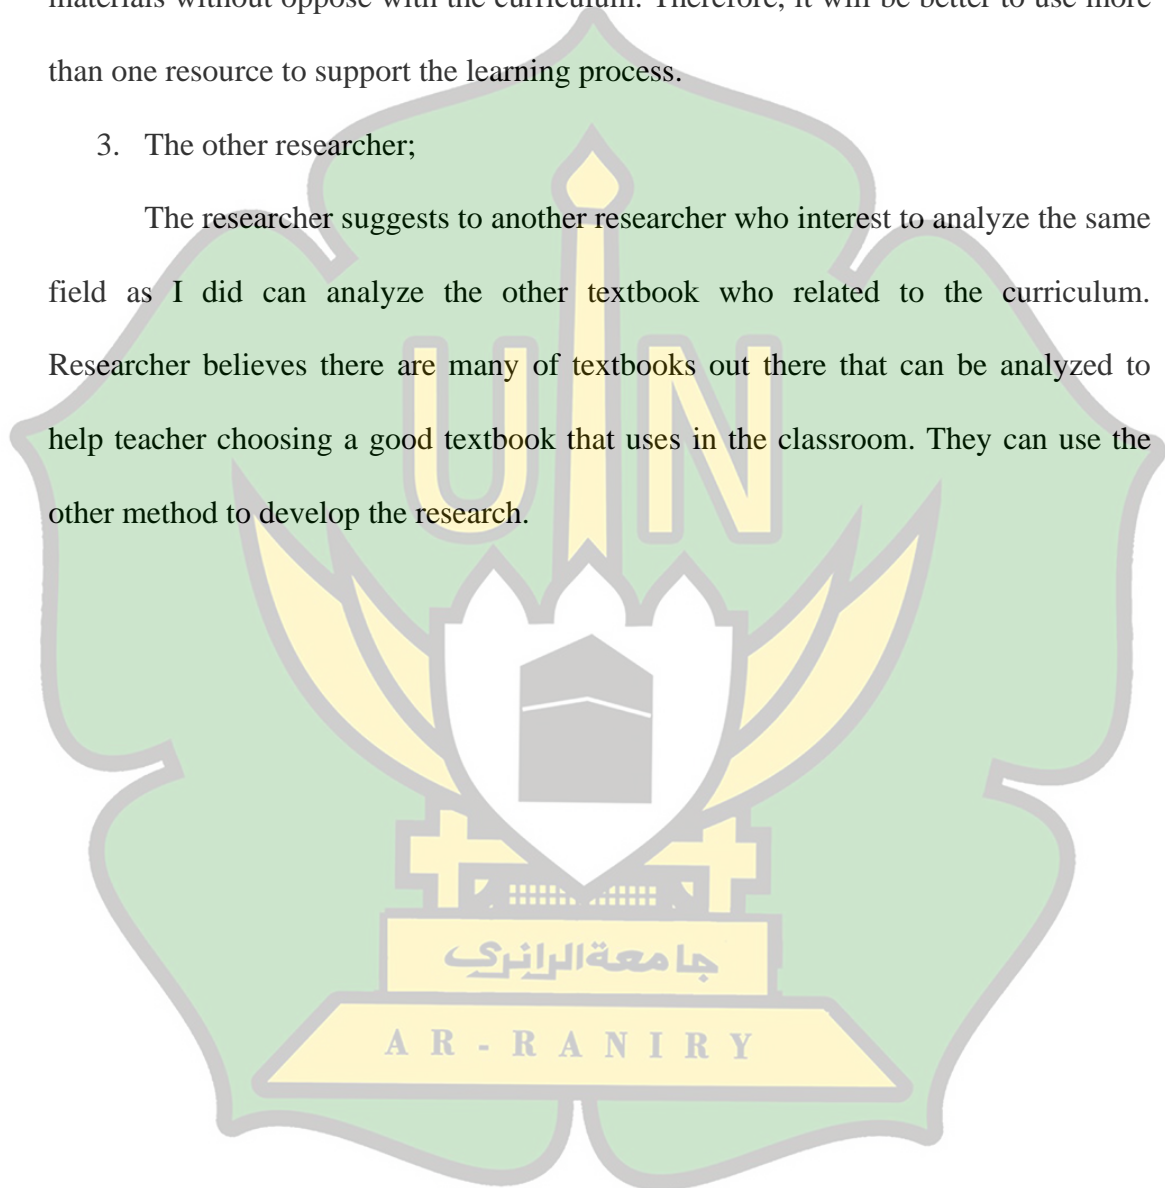 materials without oppose with the curriculum. Therefore, it will be better to use more
than one resource to support the learning process.
3. The other researcher;
The researcher suggests to another researcher who interest to analyze the same
field as I did can analyze the other textbook who related to the curriculum.
Researcher believes there are many of textbooks out there that can be analyzed to
help teacher choosing a good textbook that uses in the classroom. They can use the
other method to develop the research.
U I N
جامعة الرانري
AR-RANIRY